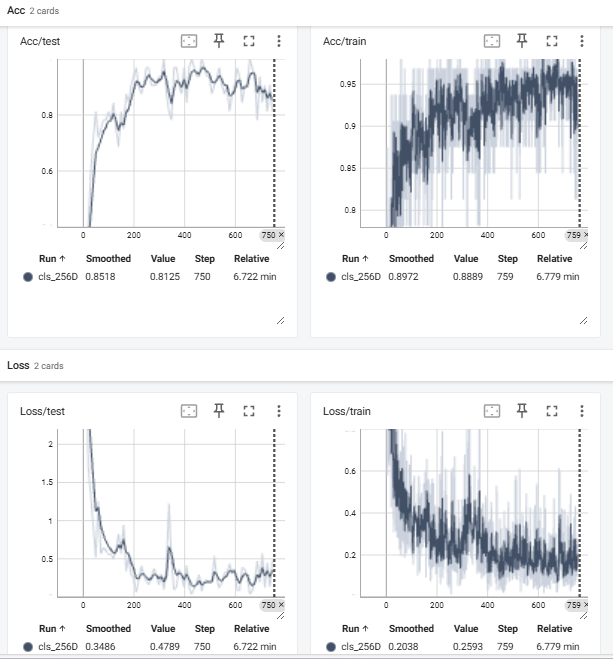 Acc 2 cards
Acc/test
0.8
0.6
0 200 400 600 750 ×
Run ↑ Smoothed Value Step Relative
cls_256D 0.8518 0.8125 750 6.722 min
Acc/train
0.95
0.9
0.85
0.8
0 200 400 600 759 ×
Run ↑ Smoothed Value Step Relative
cls_256D 0.8972 0.8889 759 6.779 min
Loss 2 cards
Loss/test
2
1.5
1
0.5
0 200 400 600 750 ×
Run ↑ Smoothed Value Step Relative
cls_256D 0.3486 0.4789 750 6.722 min
Loss/train
0.6
0.4
0.2
0 200 400 600 759 ×
Run ↑ Smoothed Value Step Relative
cls_256D 0.2038 0.2593 759 6.779 min